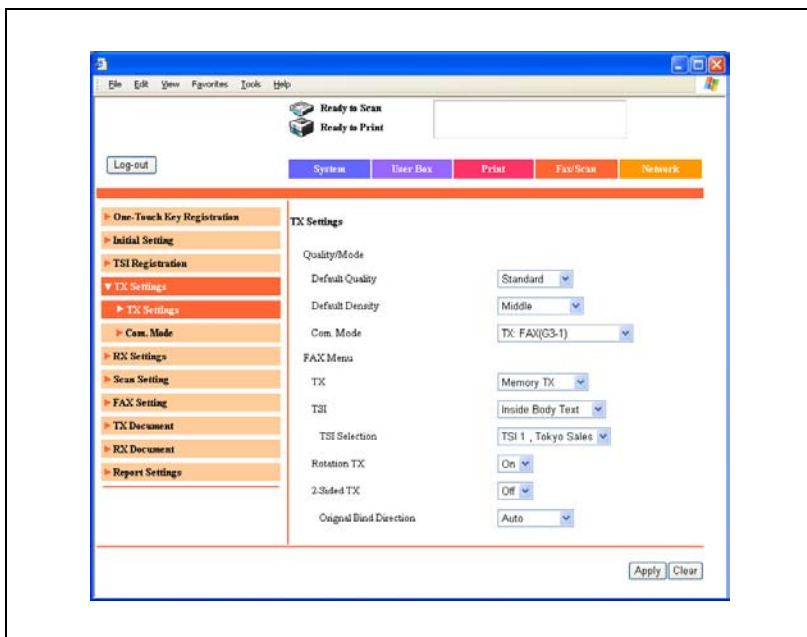 File Edit View Favorites Tools Help
Ready to Scan
Ready to Print
Log-out
System User Box Print Fax/Scan Network
One-Touch Key Registration
Initial Setting
TSI Registration
TX Settings
TX Settings
Com. Mode
RX Settings
Scan Setting
FAX Setting
TX Document
RX Document
Report Settings
TX Settings
Quality/Mode
Default Quality Standard
Default Density Middle
Com. Mode TX: FAX(G3-1)
FAX Menu
TX Memory TX
TSI Inside Body Text
TSI Selection TSI 1 , Tokyo Sales
Rotation TX On
2-Sided TX Off
Orignal Bind Direction Auto
Apply Clear